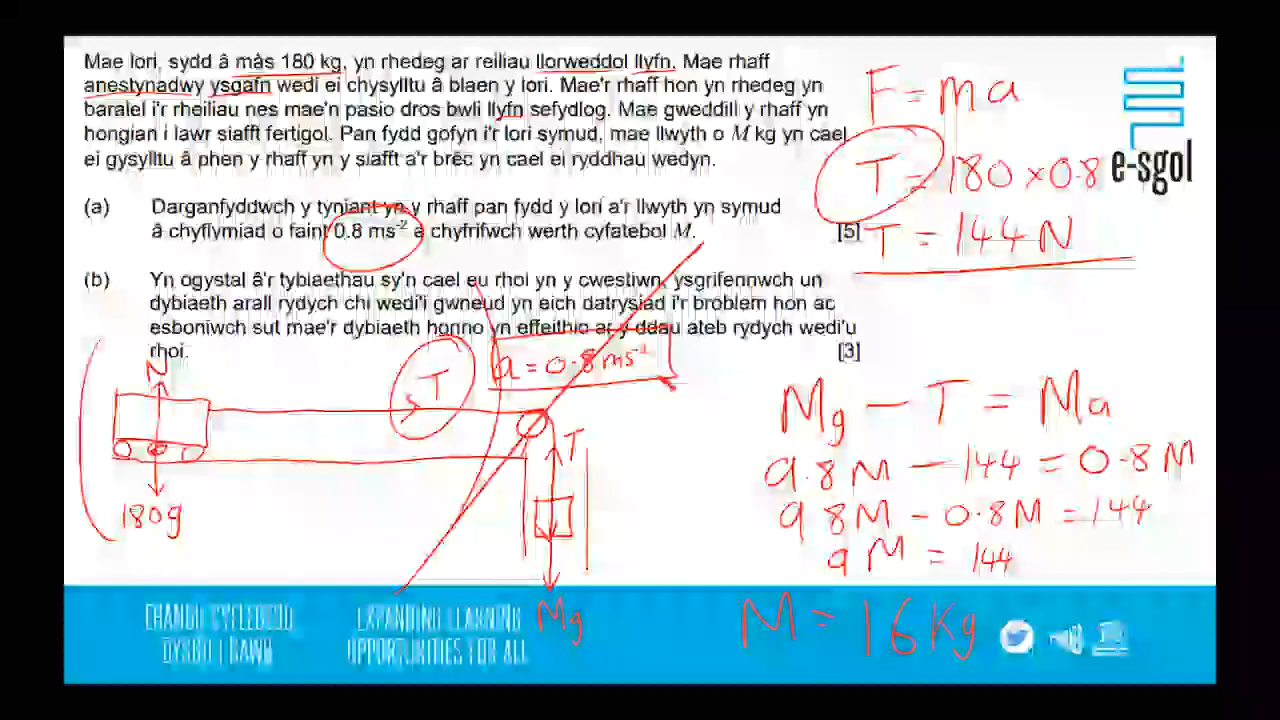 Mae lori, sydd â màs 180 kg, yn rhedeg ar reiliau llorweddol llyfn. Mae rhaff
anestynadwy ysgafn wedi ei chysylltu â blaen y lori. Mae'r rhaff hon yn rhedeg yn
baralel i'r rheiliau nes mae'n pasio dros bwli llyfn sefydlog. Mae gweddill y rhaff yn
hongian i lawr siafft fertigol. Pan fydd gofyn i'r lori symud, mae llwyth o M kg yn cael
ei gysylltu â phen y rhaff yn y siafft a'r brêc yn cael ei ryddhau wedyn.
(a) Darganfyddwch y tyniant yn y rhaff pan fydd y lori a'r llwyth yn symud
â chyflymiad o faint 0.8 ms⁻² a chyfrifwch werth cyfatebol M. [5]
(b) Yn ogystal â'r tybiaethau sy'n cael eu rhoi yn y cwestiwn, ysgrifennwch un
dybiaeth arall rydych chi wedi'i gwneud yn eich datrysiad i'r broblem hon ac
esboniwch sut mae'r dybiaeth honno yn effeithio ar y ddau ateb rydych wedi'u
rhoi. [3]
F = ma
T = 180 × 0.8
T = 144 N
e-sgol
a = 0.8 ms⁻²
N
T
T
180g
Mg
Mg - T = Ma
9.8M - 144 = 0.8M
9.8M - 0.8M = 144
9M = 144
M = 16 Kg
EXPANDING LEARNING
OPPORTUNITIES FOR ALL